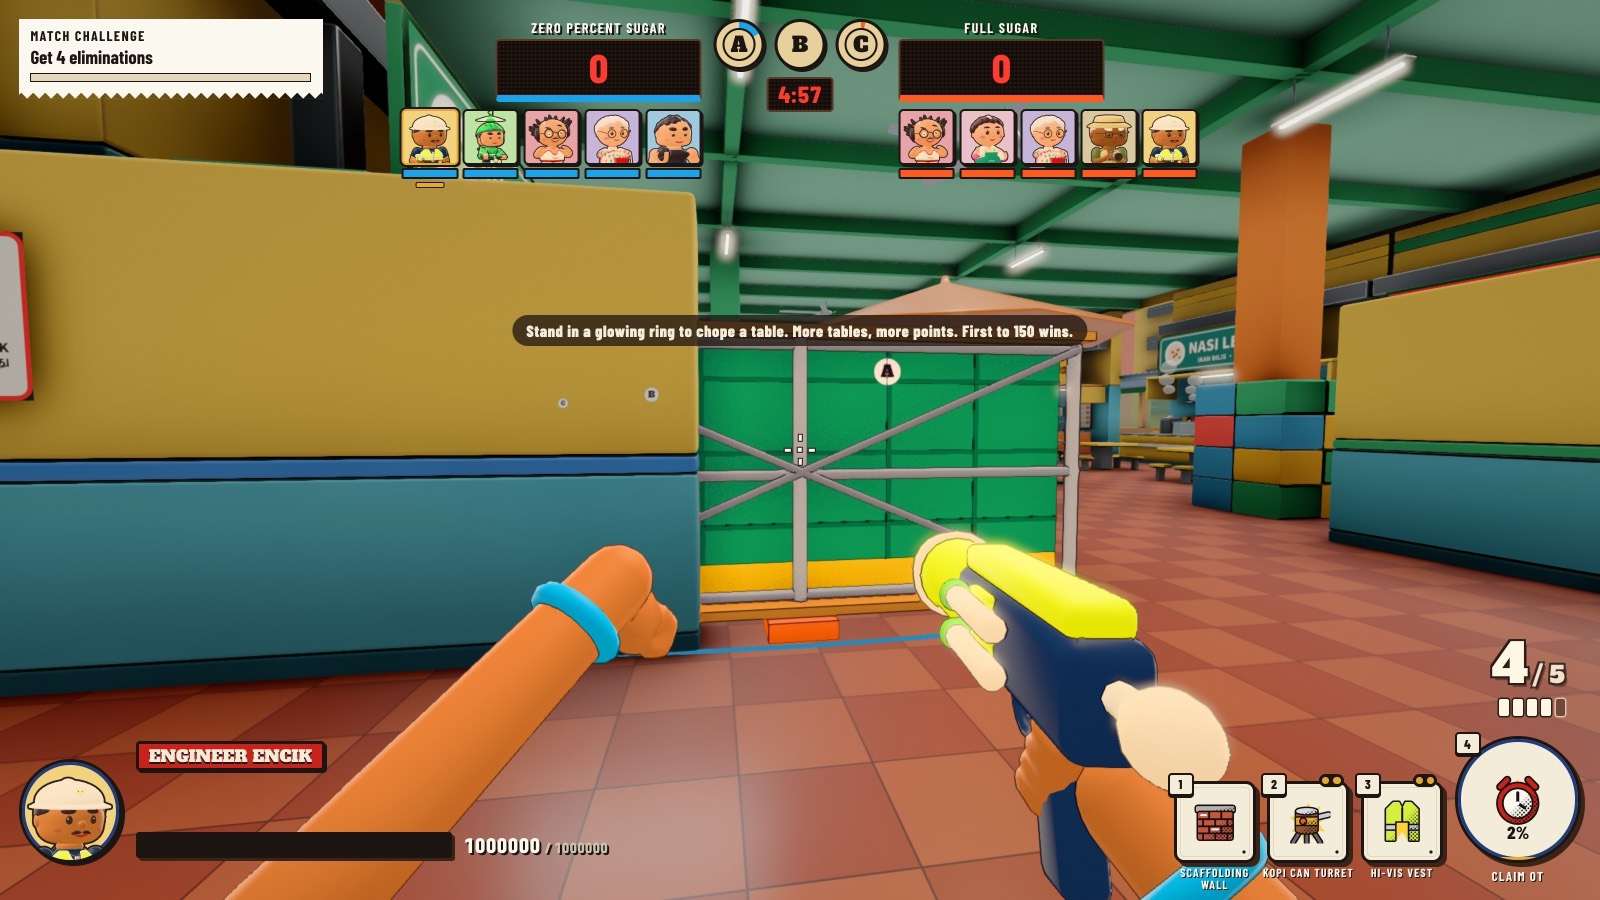 MATCH CHALLENGE
Get 4 eliminations
ZERO PERCENT SUGAR
0
A
B
C
4:57
FULL SUGAR
0
Stand in a glowing ring to chope a table. More tables, more points. First to 150 wins.
NASI LE
IKAN BILIS
K
A
B
C
4 / 5
ENGINEER ENCIK
1000000 / 1000000
1
SCAFFOLDING
WALL
2
KOPI CAN TURRET
3
HI-VIS VEST
4
2%
CLAIM OT